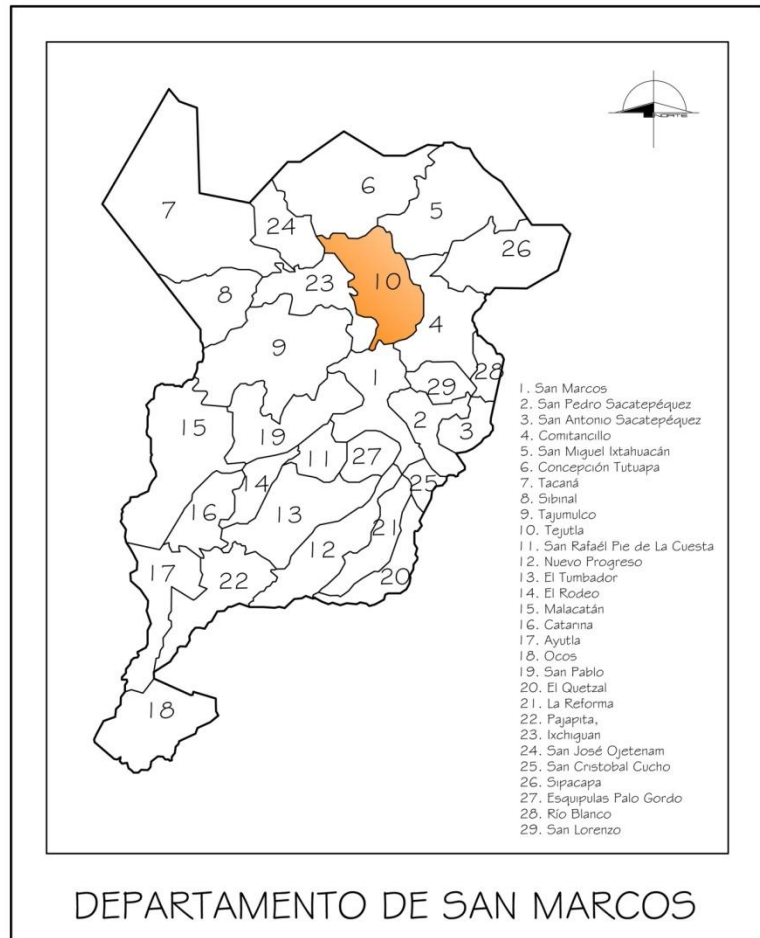 NORTE
6
5
7
24
26
10
23
8
4
9
1
28
29
15
2
3
19
11
27
14
25
16
13
21
12
17
22
20
18
1. San Marcos
2. San Pedro Sacatepéquez
3. San Antonio Sacatepéquez
4. Comitancillo
5. San Miguel Ixtahuacán
6. Concepción Tutuapa
7. Tacaná
8. Sibinal
9. Tajumulco
10. Tejutla
11. San Rafaél Pie de La Cuesta
12. Nuevo Progreso
13. El Tumbador
14. El Rodeo
15. Malacatán
16. Catarina
17. Ayutla
18. Ocos
19. San Pablo
20. El Quetzal
21. La Reforma
22. Pajapita,
23. Ixchiguan
24. San José Ojetenam
25. San Cristobal Cucho
26. Sipacapa
27. Esquipulas Palo Gordo
28. Río Blanco
29. San Lorenzo
DEPARTAMENTO DE SAN MARCOS